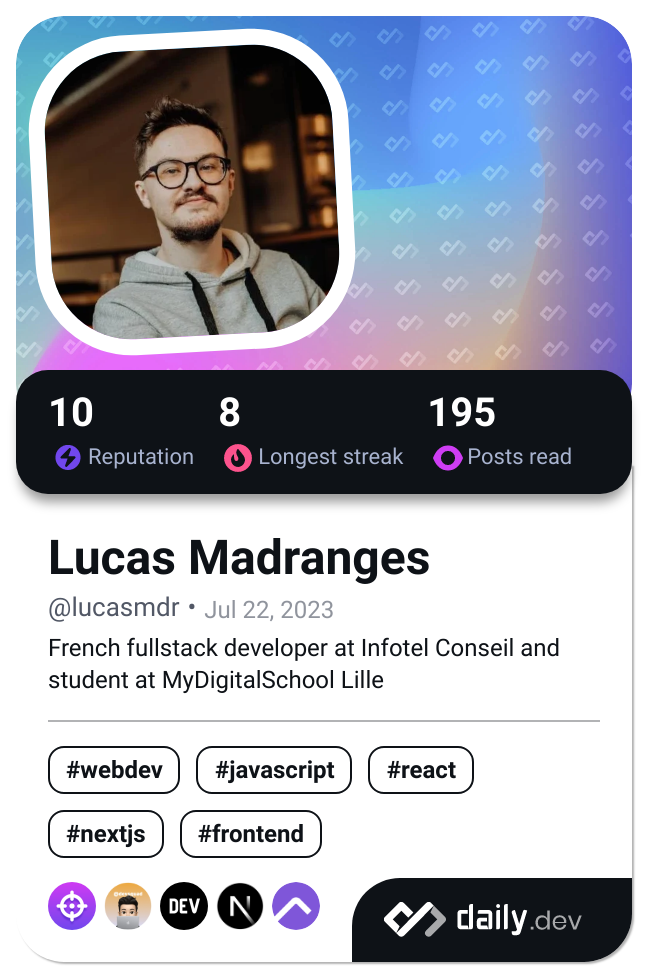 10 8 195
Reputation Longest streak Posts read
Lucas Madranges
@lucasmdr • Jul 22, 2023
French fullstack developer at Infotel Conseil and
student at MyDigitalSchool Lille
#webdev #javascript #react
#nextjs #frontend
DEV N daily.dev